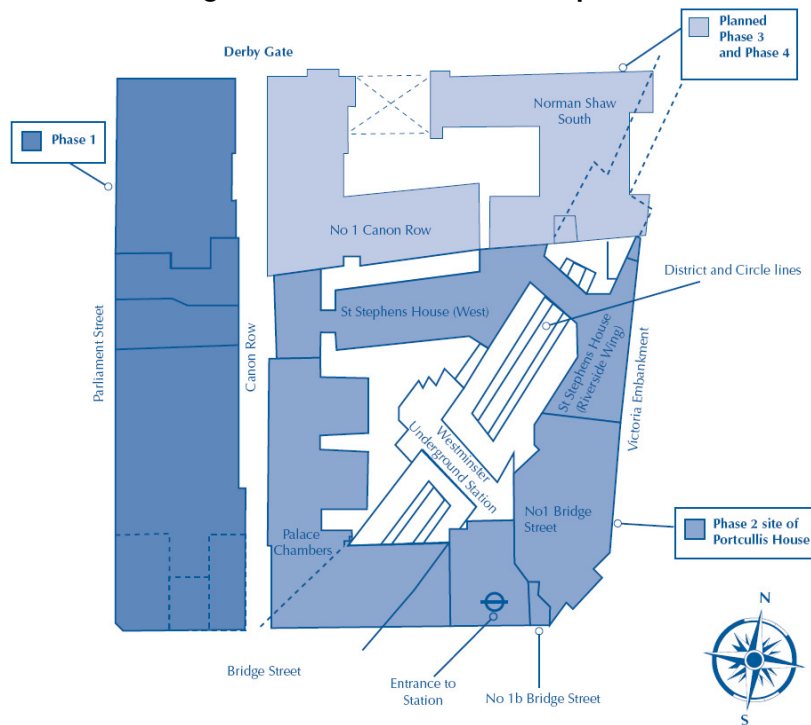 Derby Gate
Planned
Phase 3
and Phase 4
Norman Shaw
South
Phase 1
No 1 Canon Row
District and Circle lines
St Stephens House (West)
Parliament Street
Canon Row
St Stephens House
(Riverside Wing)
Victoria Embankment
Westminster
Underground Station
No1 Bridge
Street
Phase 2 site of
Portcullis House
Palace
Chambers
N
Bridge Street
Entrance to
Station
No 1b Bridge Street
S